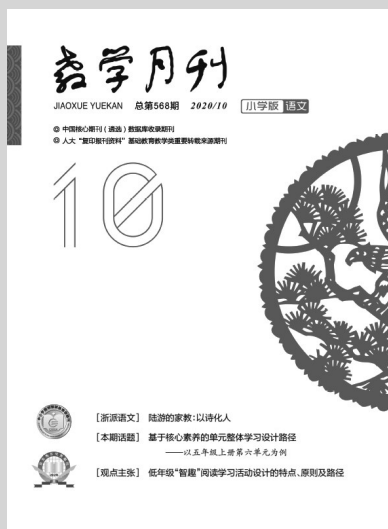 教学月刊
JIAOXUE YUEKAN 总第568期 2020/10 小学版 语文
◎ 中国核心期刊（遴选）数据库收录期刊
◎ 人大“复印报刊资料”基础教育教学类重要转载来源期刊
10
［浙派语文］ 陆游的家教：以诗化人
［本期话题］ 基于核心素养的单元整体学习设计路径
——以五年级上册第六单元为例
［观点主张］ 低年级“智趣”阅读学习活动设计的特点、原则及路径